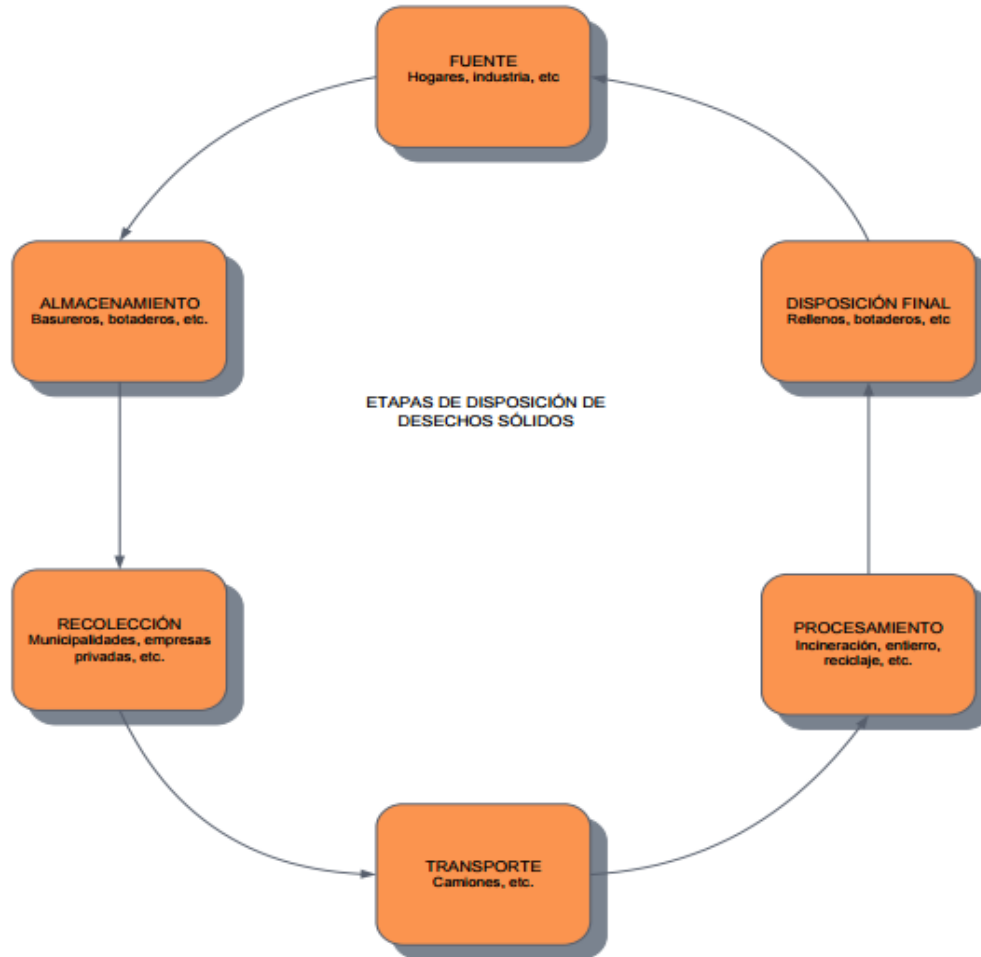 FUENTE
Hogares, industria, etc
ALMACENAMIENTO
Basureros, botaderos, etc.
DISPOSICIÓN FINAL
Rellenos, botaderos, etc
ETAPAS DE DISPOSICIÓN DE
DESECHOS SÓLIDOS
RECOLECCIÓN
Municipalidades, empresas
privadas, etc.
PROCESAMIENTO
Incineración, entierro,
reciclaje, etc.
TRANSPORTE
Camiones, etc.